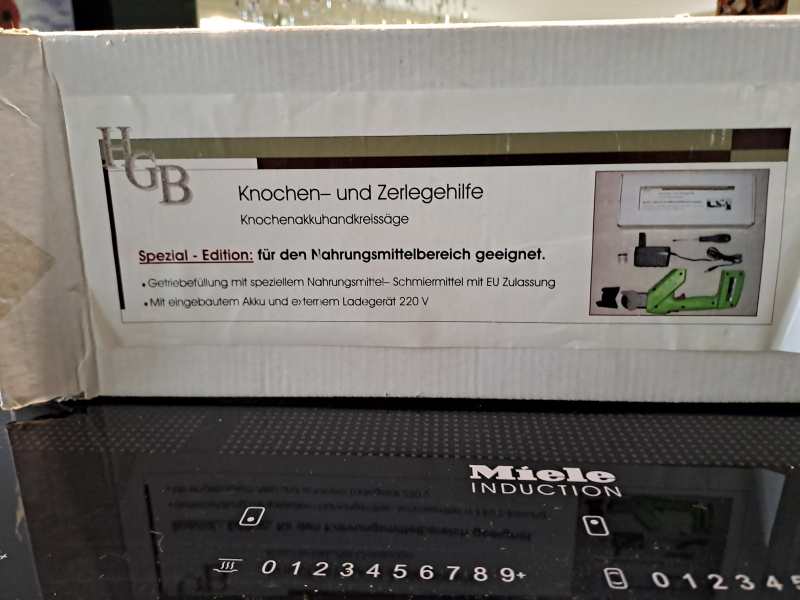 HGB
Knochen- und Zerlegehilfe
Knochenakkuhandkreissäge
Spezial - Edition: für den Nahrungsmittelbereich geeignet.
• Getriebefüllung mit speziellem Nahrungsmittel- Schmiermittel mit EU Zulassung
• Mit eingebautem Akku und externem Ladegerät 220 V
Miele
INDUCTION
0 1 2 3 4 5 6 7 8 9+
0 1 2 3 4 5